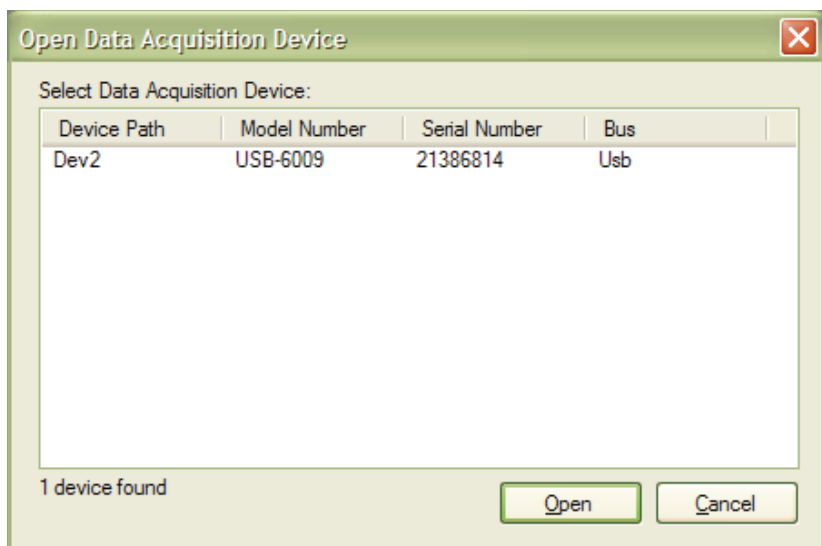 Open Data Acquisition Device
Select Data Acquisition Device:
Device Path Model Number Serial Number Bus
Dev2 USB-6009 21386814 Usb
1 device found
Open Cancel